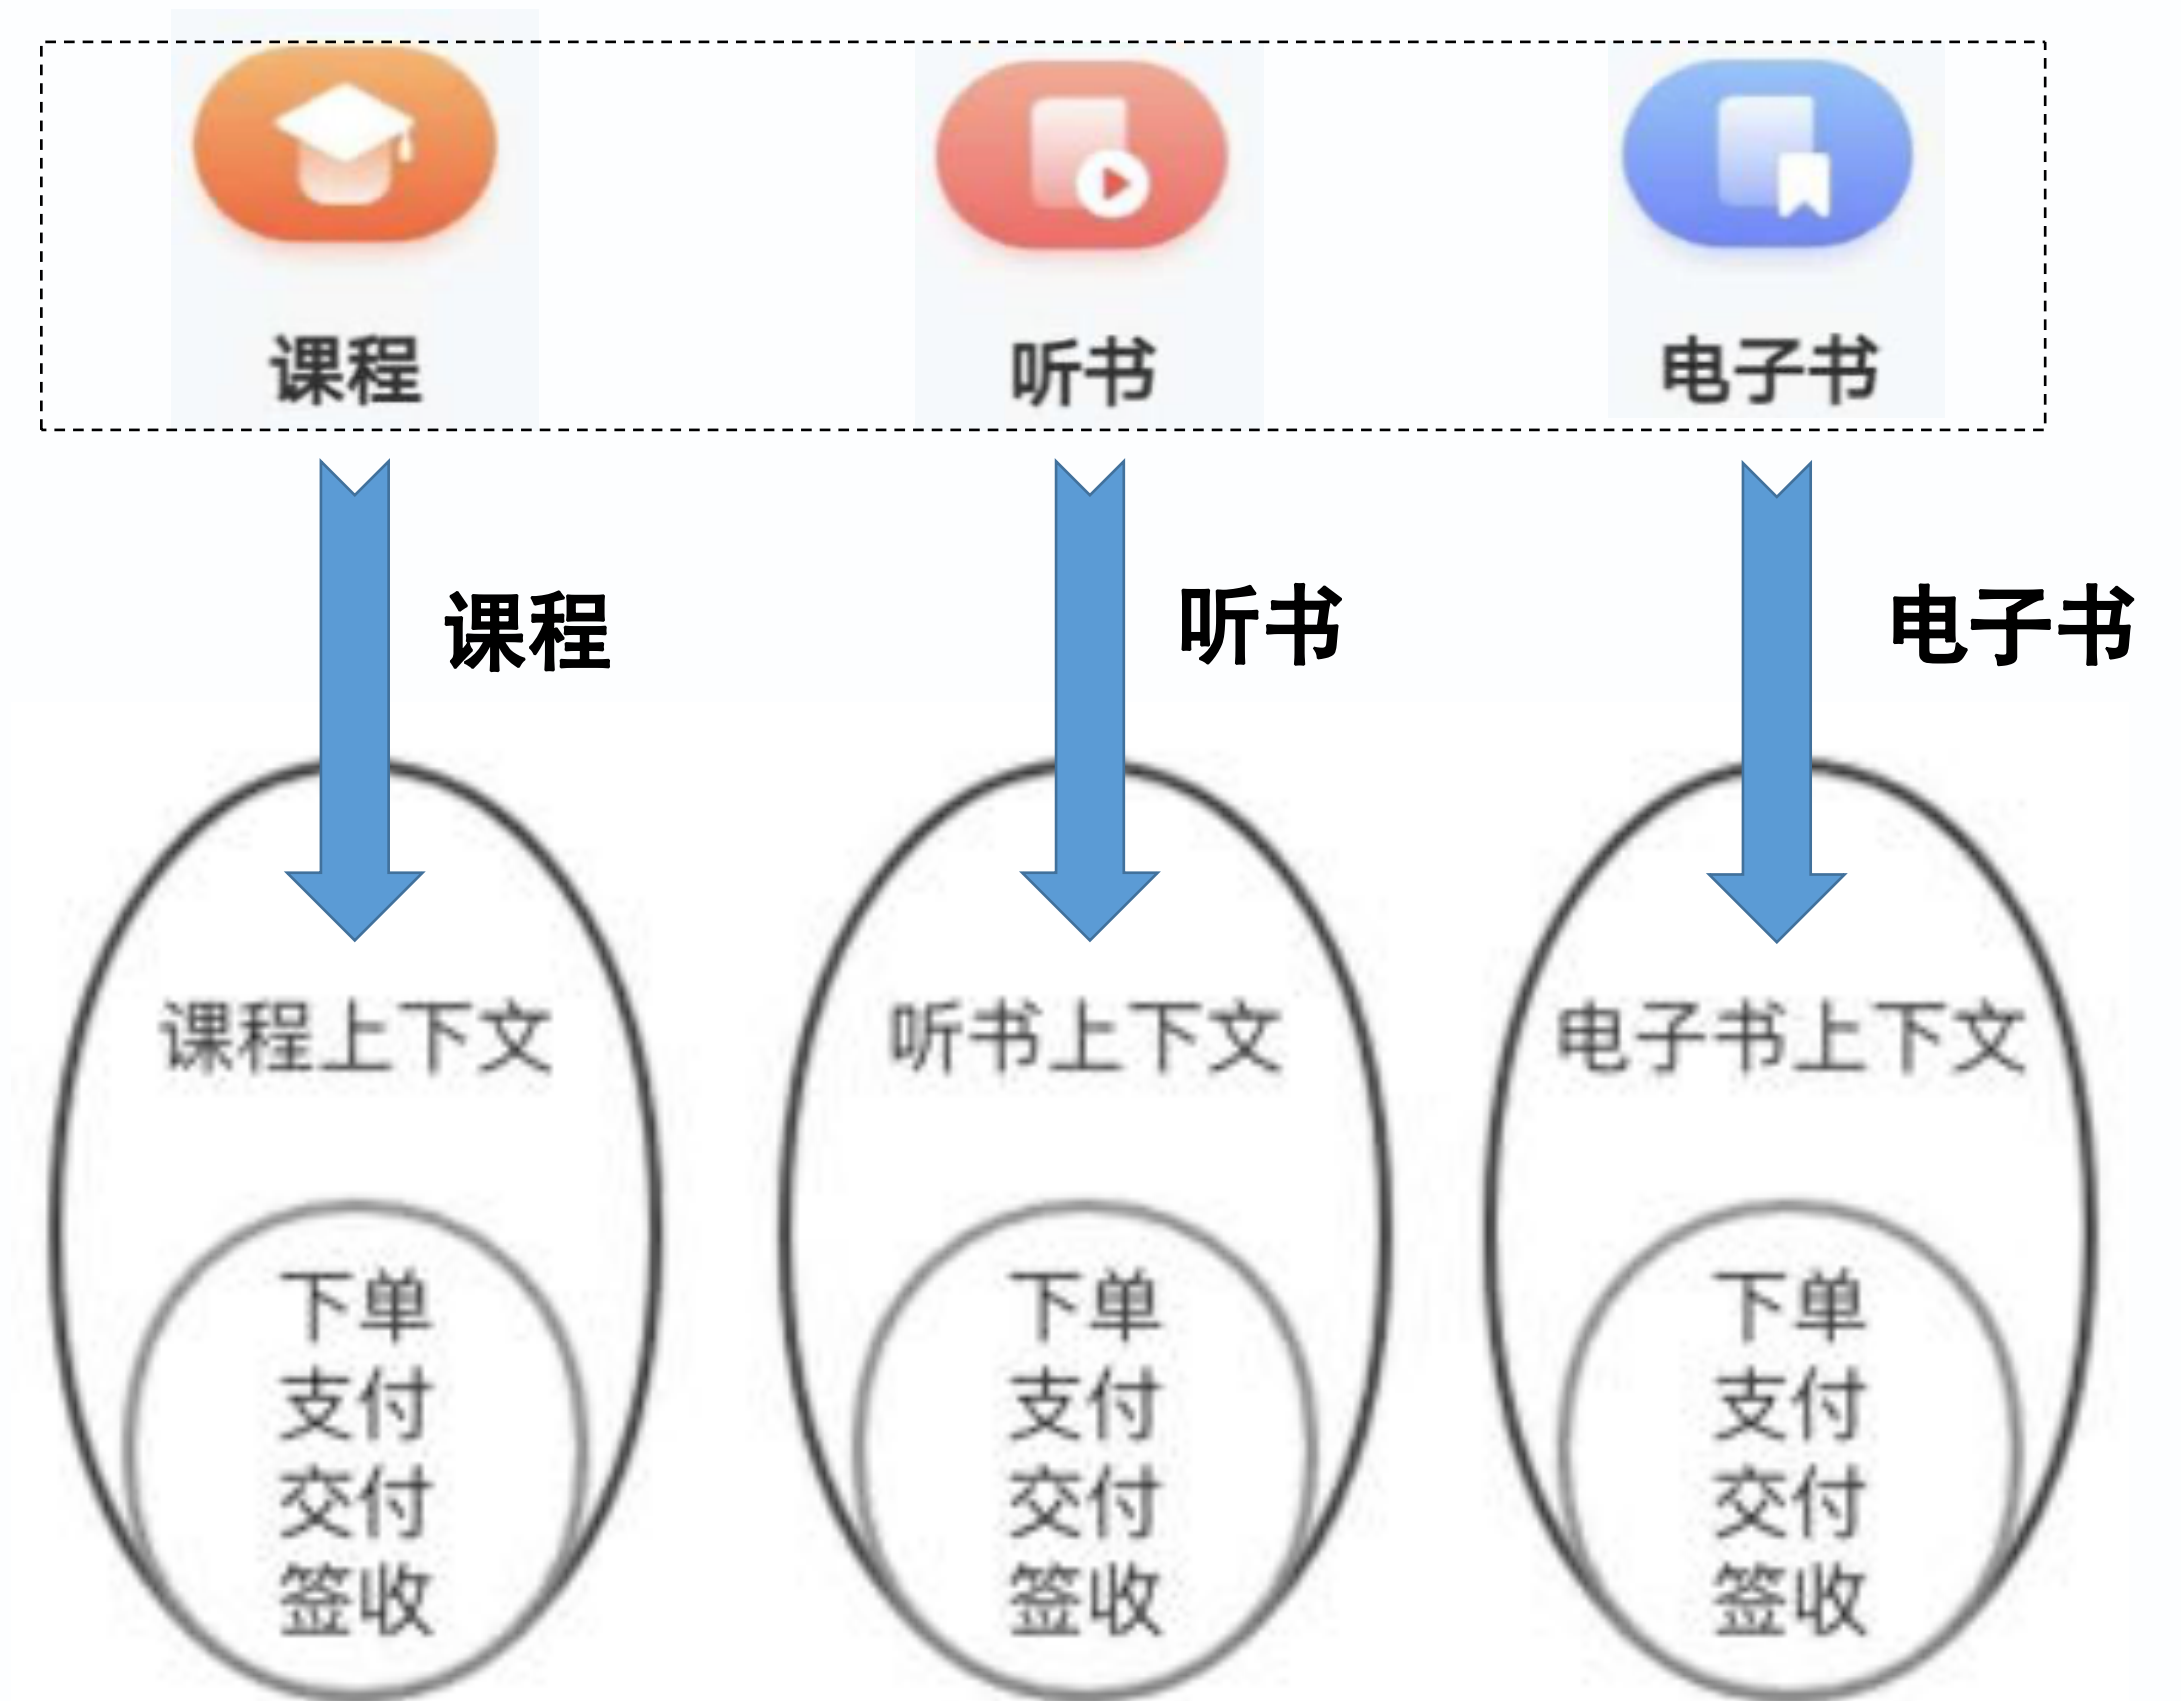 课程
听书
电子书
课程
听书
电子书
课程上下文
听书上下文
电子书上下文
下单
支付
交付
签收
下单
支付
交付
签收
下单
支付
交付
签收